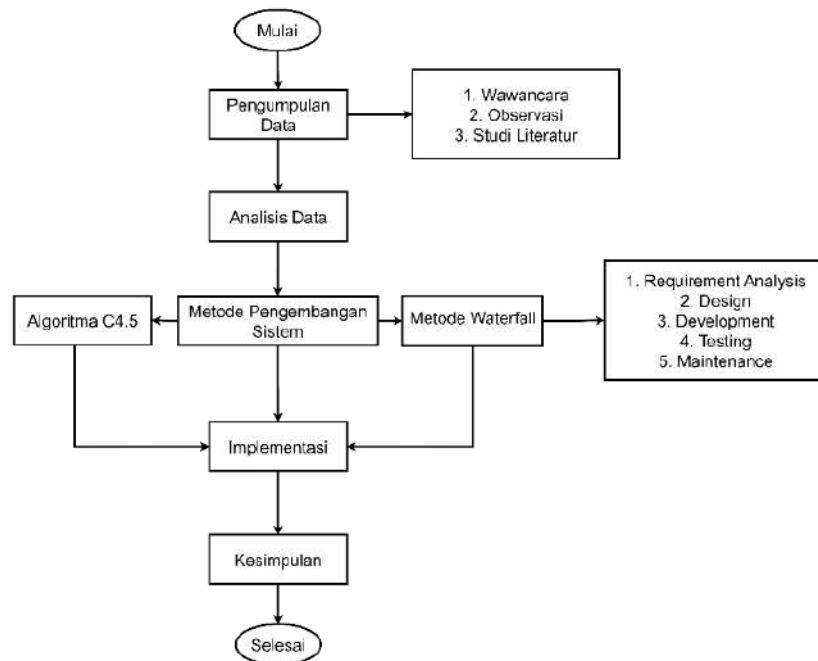 Mulai
Pengumpulan
Data
1. Wawancara
2. Observasi
3. Studi Literatur
Analisis Data
Algoritma C4.5
Metode Pengembangan
Sistem
Metode Waterfall
1. Requirement Analysis
2. Design
3. Development
4. Testing
5. Maintenance
Implementasi
Kesimpulan
Selesai